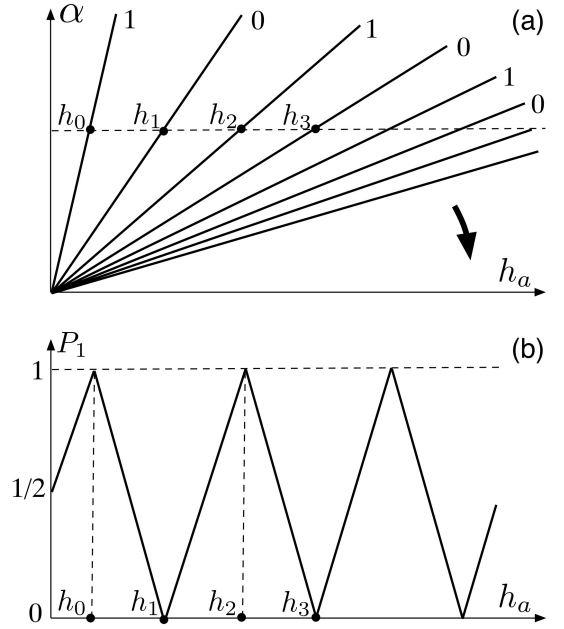 α 1 0 1 0 1 0 (a)
h₀ h₁ h₂ h₃
hₐ
P₁ (b)
1
1/2
h₀ h₁ h₂ h₃ hₐ
0